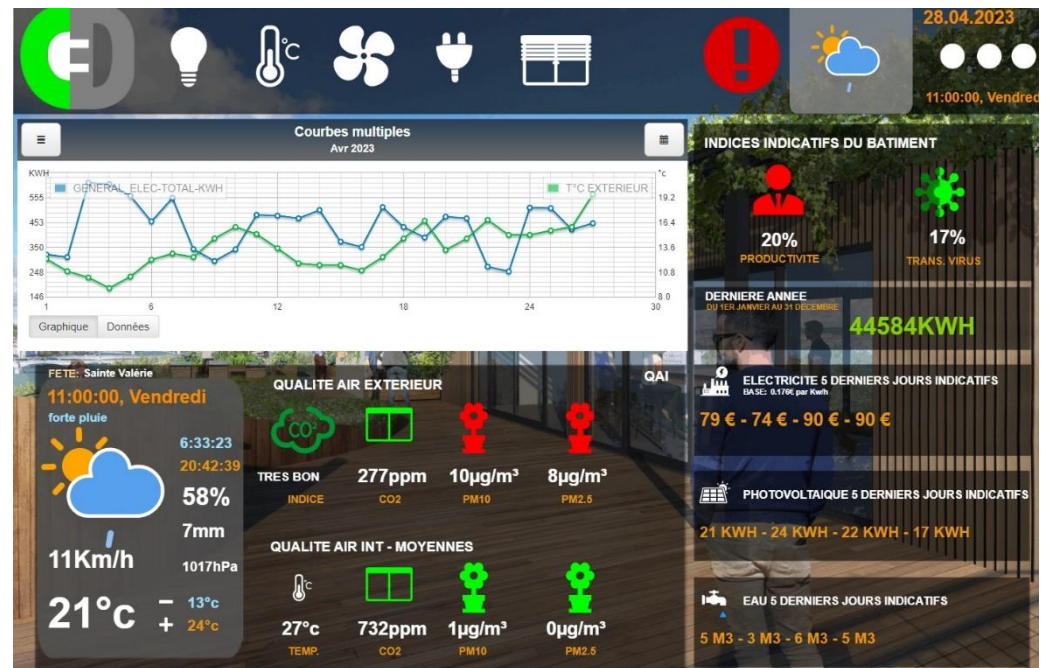 °C
28.04.2023
11:00:00, Vendredi
Courbes multiples
Avr 2023
KWH
°c
GENERAL_ELEC-TOTAL-KWH
T°C EXTERIEUR
555
453
350
248
146
19.2
16.4
13.6
10.8
8.0
1 6 12 18 24 30
Graphique Données
INDICES INDICATIFS DU BATIMENT
20%
PRODUCTIVITE
17%
TRANS. VIRUS
DERNIERE ANNEE
DU 1ER JANVIER AU 31 DECEMBRE
44584KWH
ELECTRICITE 5 DERNIERS JOURS INDICATIFS
BASE: 0.176€ par Kw/h
79 € - 74 € - 90 € - 90 €
PHOTOVOLTAIQUE 5 DERNIERS JOURS INDICATIFS
21 KWH - 24 KWH - 22 KWH - 17 KWH
EAU 5 DERNIERS JOURS INDICATIFS
5 M3 - 3 M3 - 6 M3 - 5 M3
FETE: Sainte Valérie
11:00:00, Vendredi
forte pluie
6:33:23
20:42:39
58%
7mm
11Km/h
1017hPa
21°c
– 13°c
+ 24°c
QUALITE AIR EXTERIEUR
QAI
CO2
TRES BON
INDICE
277ppm
CO2
10µg/m³
PM10
8µg/m³
PM2.5
QUALITE AIR INT - MOYENNES
°C
27°c
TEMP.
732ppm
CO2
1µg/m³
PM10
0µg/m³
PM2.5